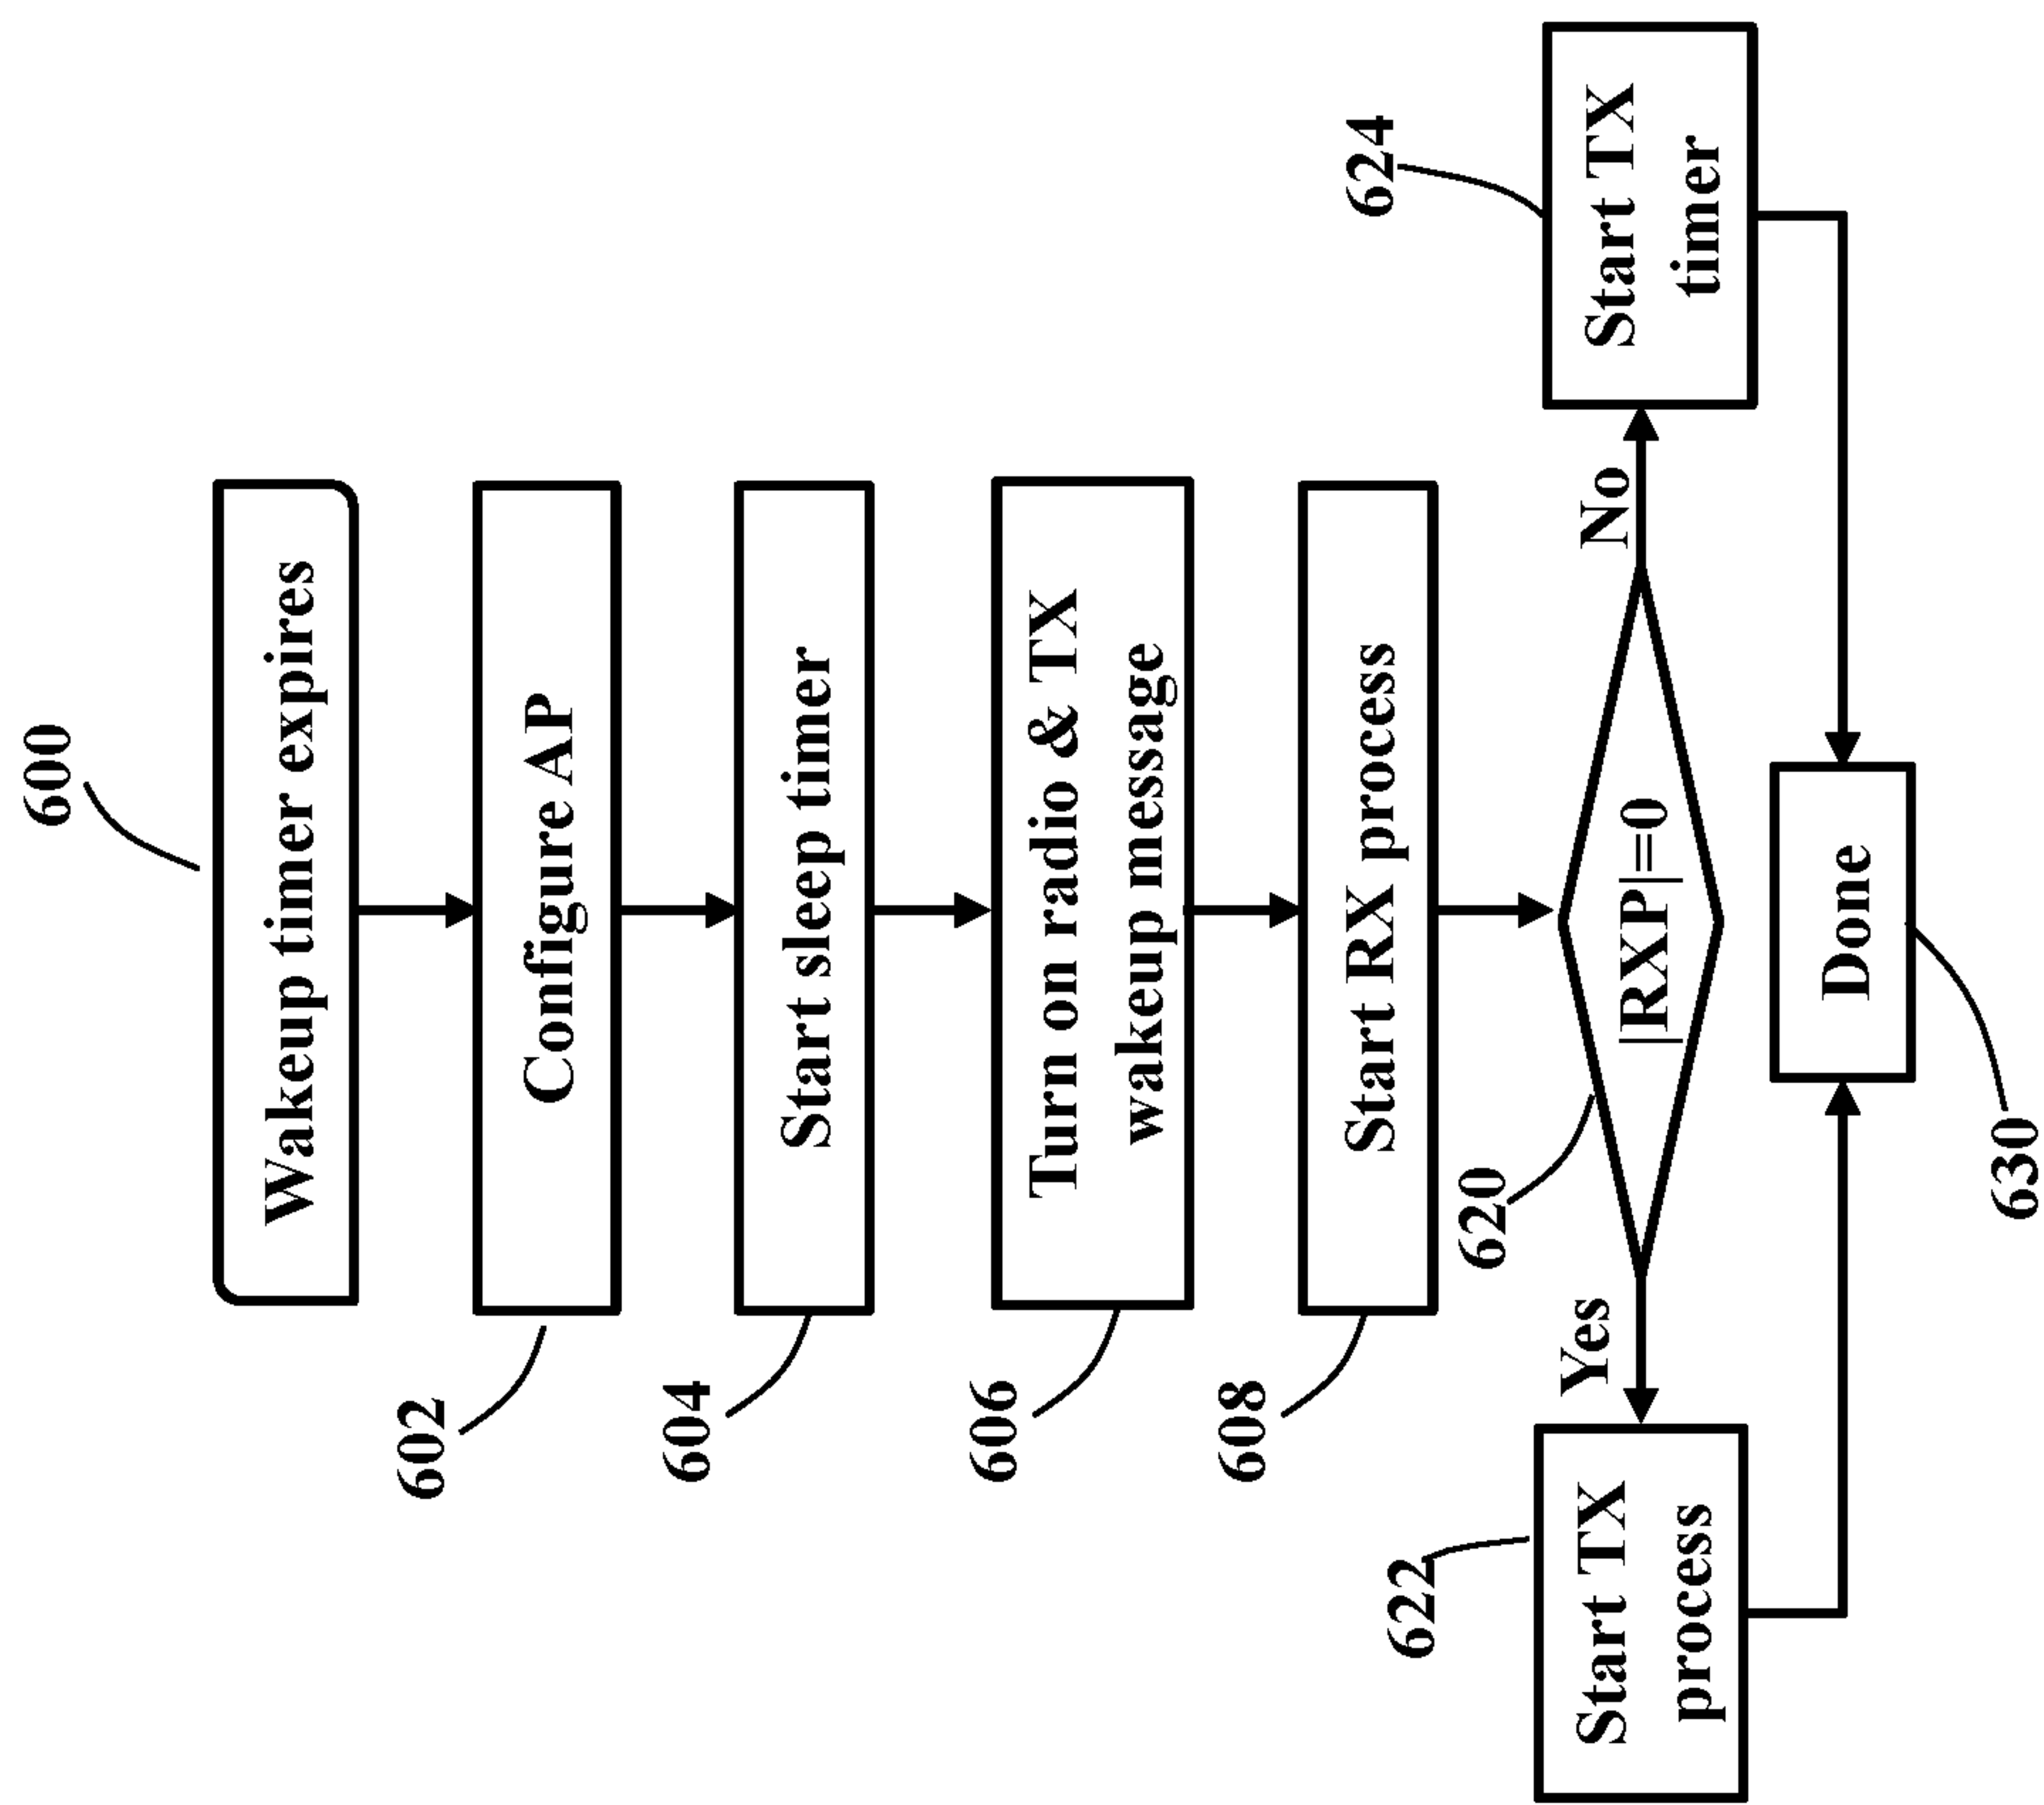 600
Wakeup timer expires
602
Configure AP
604
Start sleep timer
606
Turn on radio & TX
wakeup message
608
Start RX process
620
|RXP|=0
Yes
No
622
Start TX
process
624
Start TX
timer
Done
630